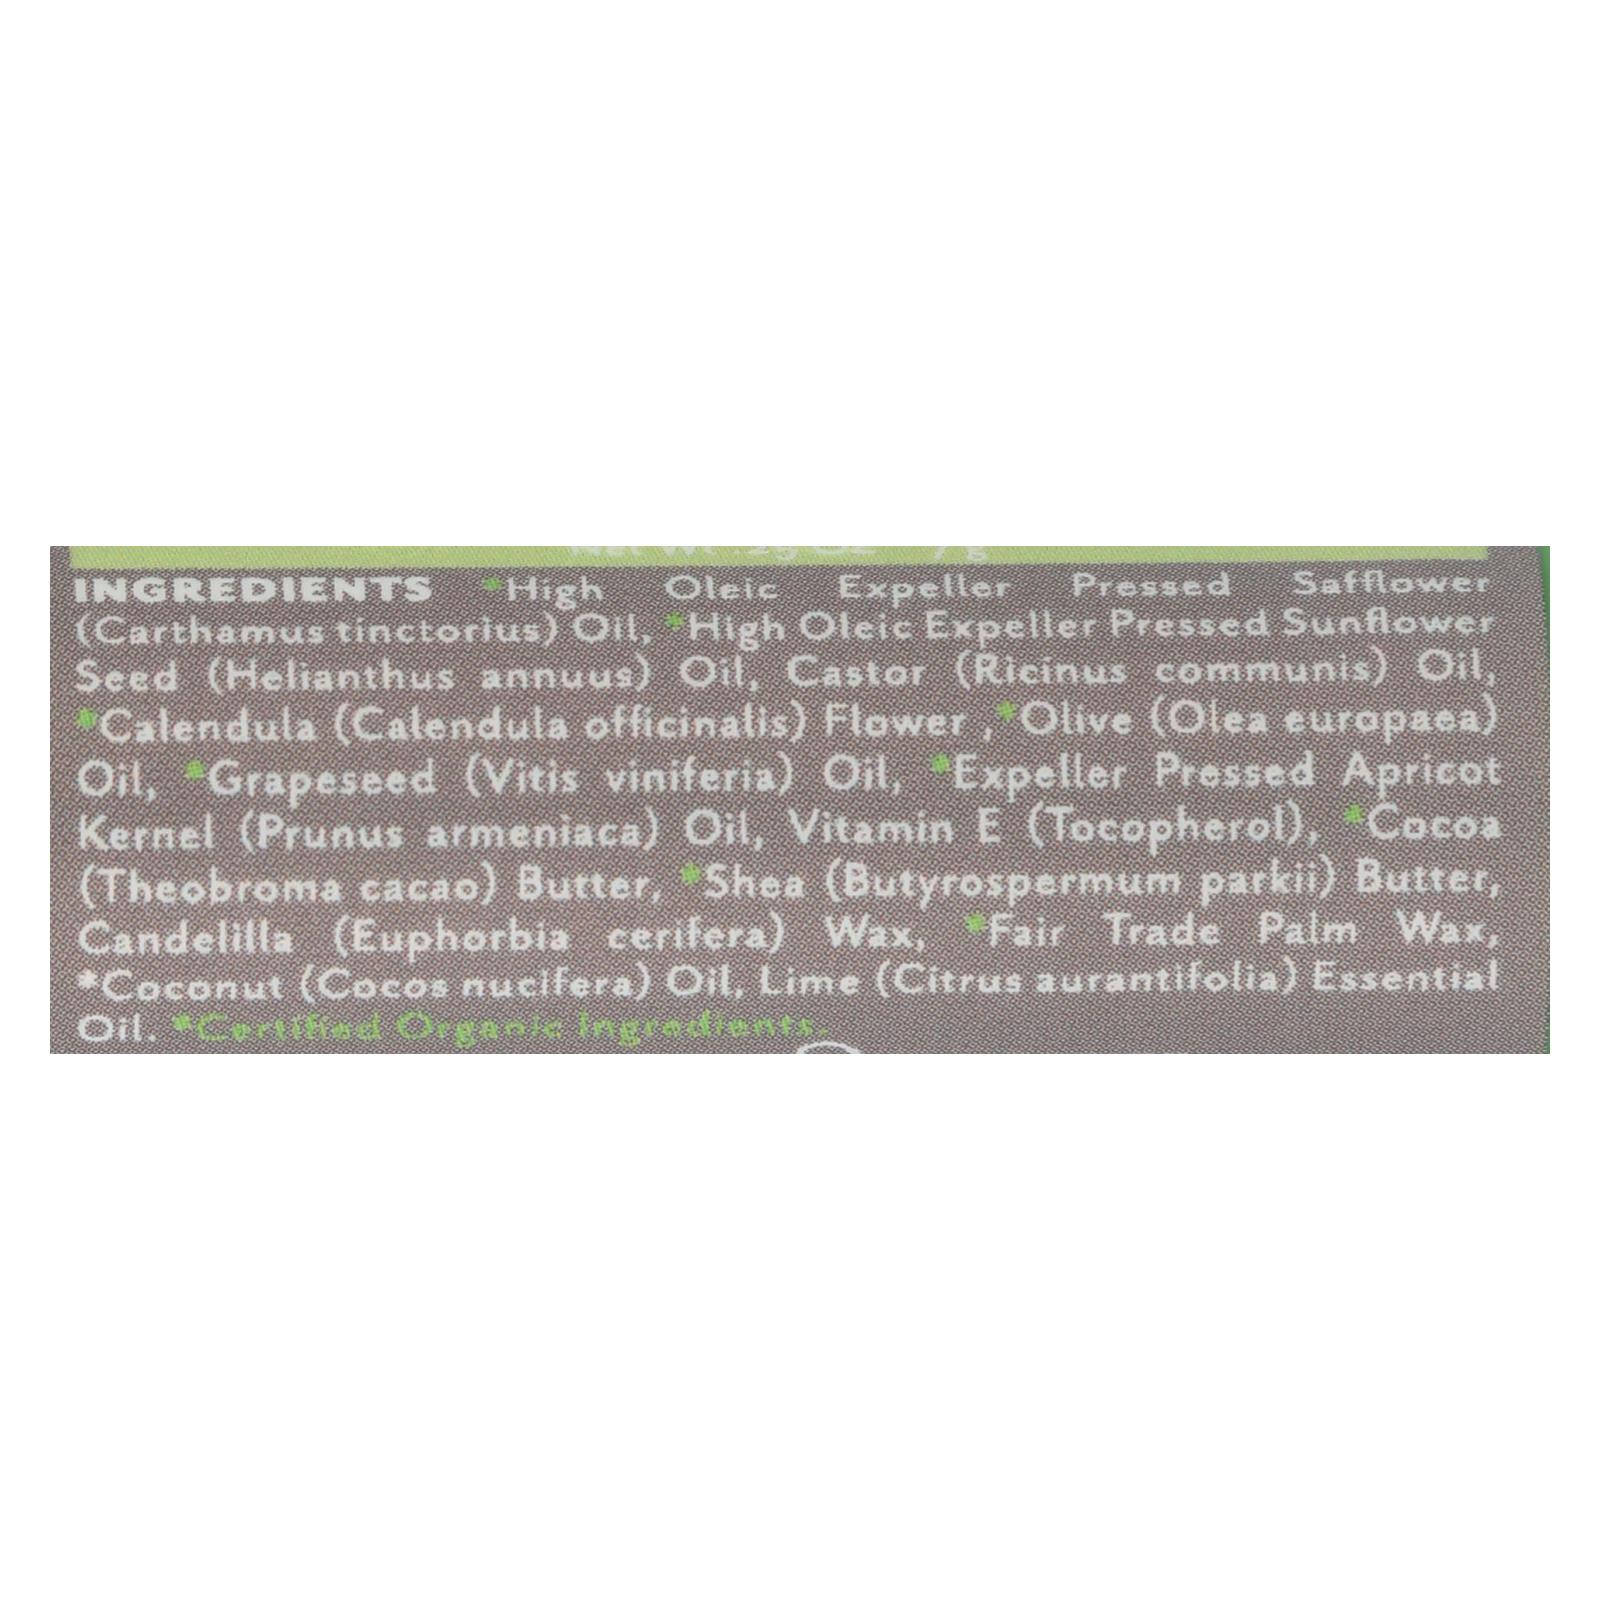 Net Wt .25 Oz 7g
INGREDIENTS *High Oleic Expeller Pressed Safflower
(Carthamus tinctorius) Oil, *High Oleic Expeller Pressed Sunflower
Seed (Helianthus annuus) Oil, Castor (Ricinus communis) Oil,
*Calendula (Calendula officinalis) Flower , *Olive (Olea europaea)
Oil, *Grapeseed (Vitis viniferia) Oil, *Expeller Pressed Apricot
Kernel (Prunus armeniaca) Oil, Vitamin E (Tocopherol), *Cocoa
(Theobroma cacao) Butter, *Shea (Butyrospermum parkii) Butter,
Candelilla (Euphorbia cerifera) Wax, *Fair Trade Palm Wax,
*Coconut (Cocos nucifera) Oil, Lime (Citrus aurantifolia) Essential
Oil. *Certified Organic Ingredients.